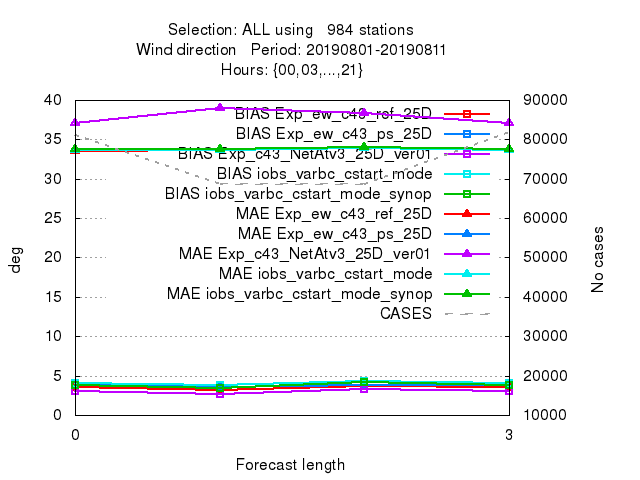 Selection: ALL using   984 stations
Wind direction   Period: 20190801-20190811
Hours: {00,03,...,21}
40 90000
35 80000
30 70000
25 60000
20 50000
15 40000
10 30000
5 20000
0 10000
BIAS Exp_ew_c43_ref_25D
BIAS Exp_ew_c43_ps_25D
BIAS Exp_c43_NetAtv3_25D_ver01
BIAS iobs_varbc_cstart_mode
BIAS iobs_varbc_cstart_mode_synop
MAE Exp_ew_c43_ref_25D
MAE Exp_ew_c43_ps_25D
MAE Exp_c43_NetAtv3_25D_ver01
MAE iobs_varbc_cstart_mode
MAE iobs_varbc_cstart_mode_synop
CASES
deg
No cases
0 3
Forecast length